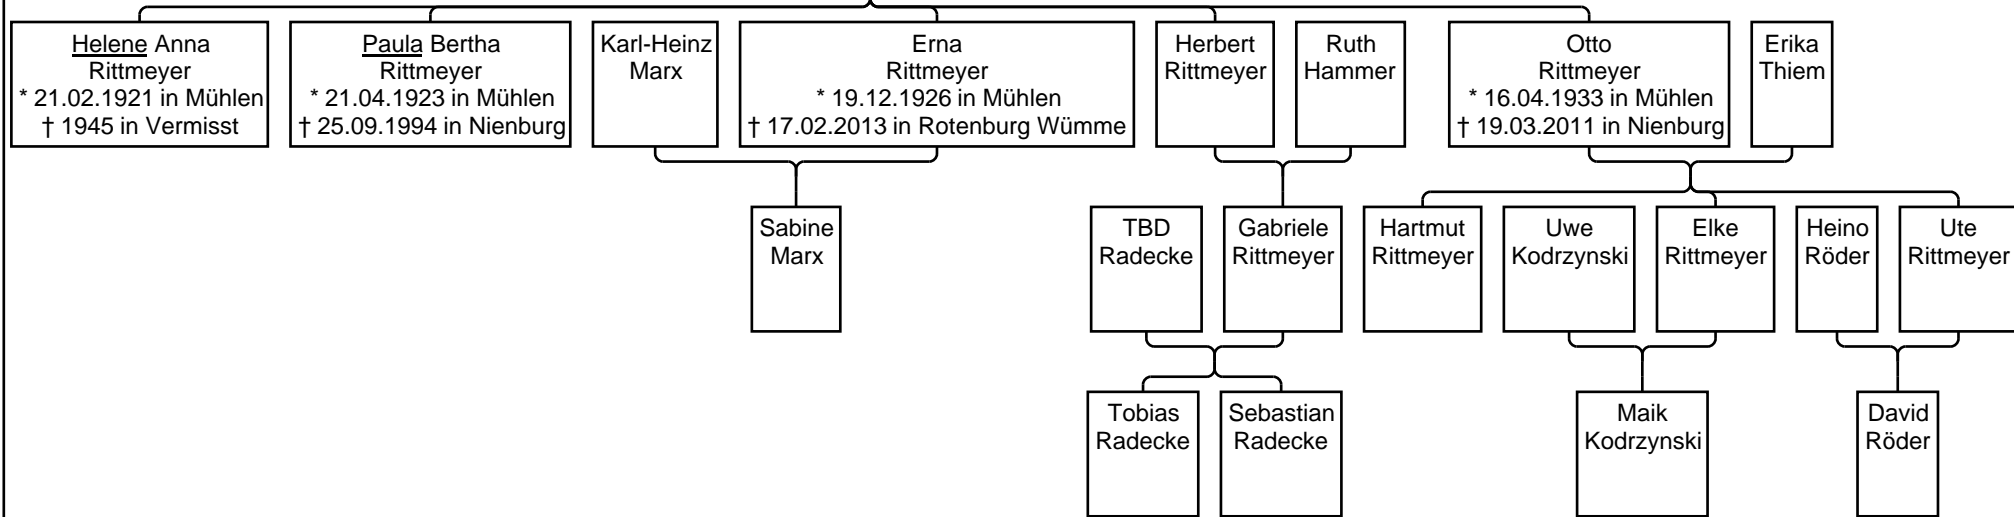 Helene Anna
Rittmeyer
* 21.02.1921 in Mühlen
† 1945 in Vermisst
Paula Bertha
Rittmeyer
* 21.04.1923 in Mühlen
† 25.09.1994 in Nienburg
Karl-Heinz
Marx
Erna
Rittmeyer
* 19.12.1926 in Mühlen
† 17.02.2013 in Rotenburg Wümme
Herbert
Rittmeyer
Ruth
Hammer
Otto
Rittmeyer
* 16.04.1933 in Mühlen
† 19.03.2011 in Nienburg
Erika
Thiem
Sabine
Marx
TBD
Radecke
Gabriele
Rittmeyer
Hartmut
Rittmeyer
Uwe
Kodrzynski
Elke
Rittmeyer
Heino
Röder
Ute
Rittmeyer
Tobias
Radecke
Sebastian
Radecke
Maik
Kodrzynski
David
Röder